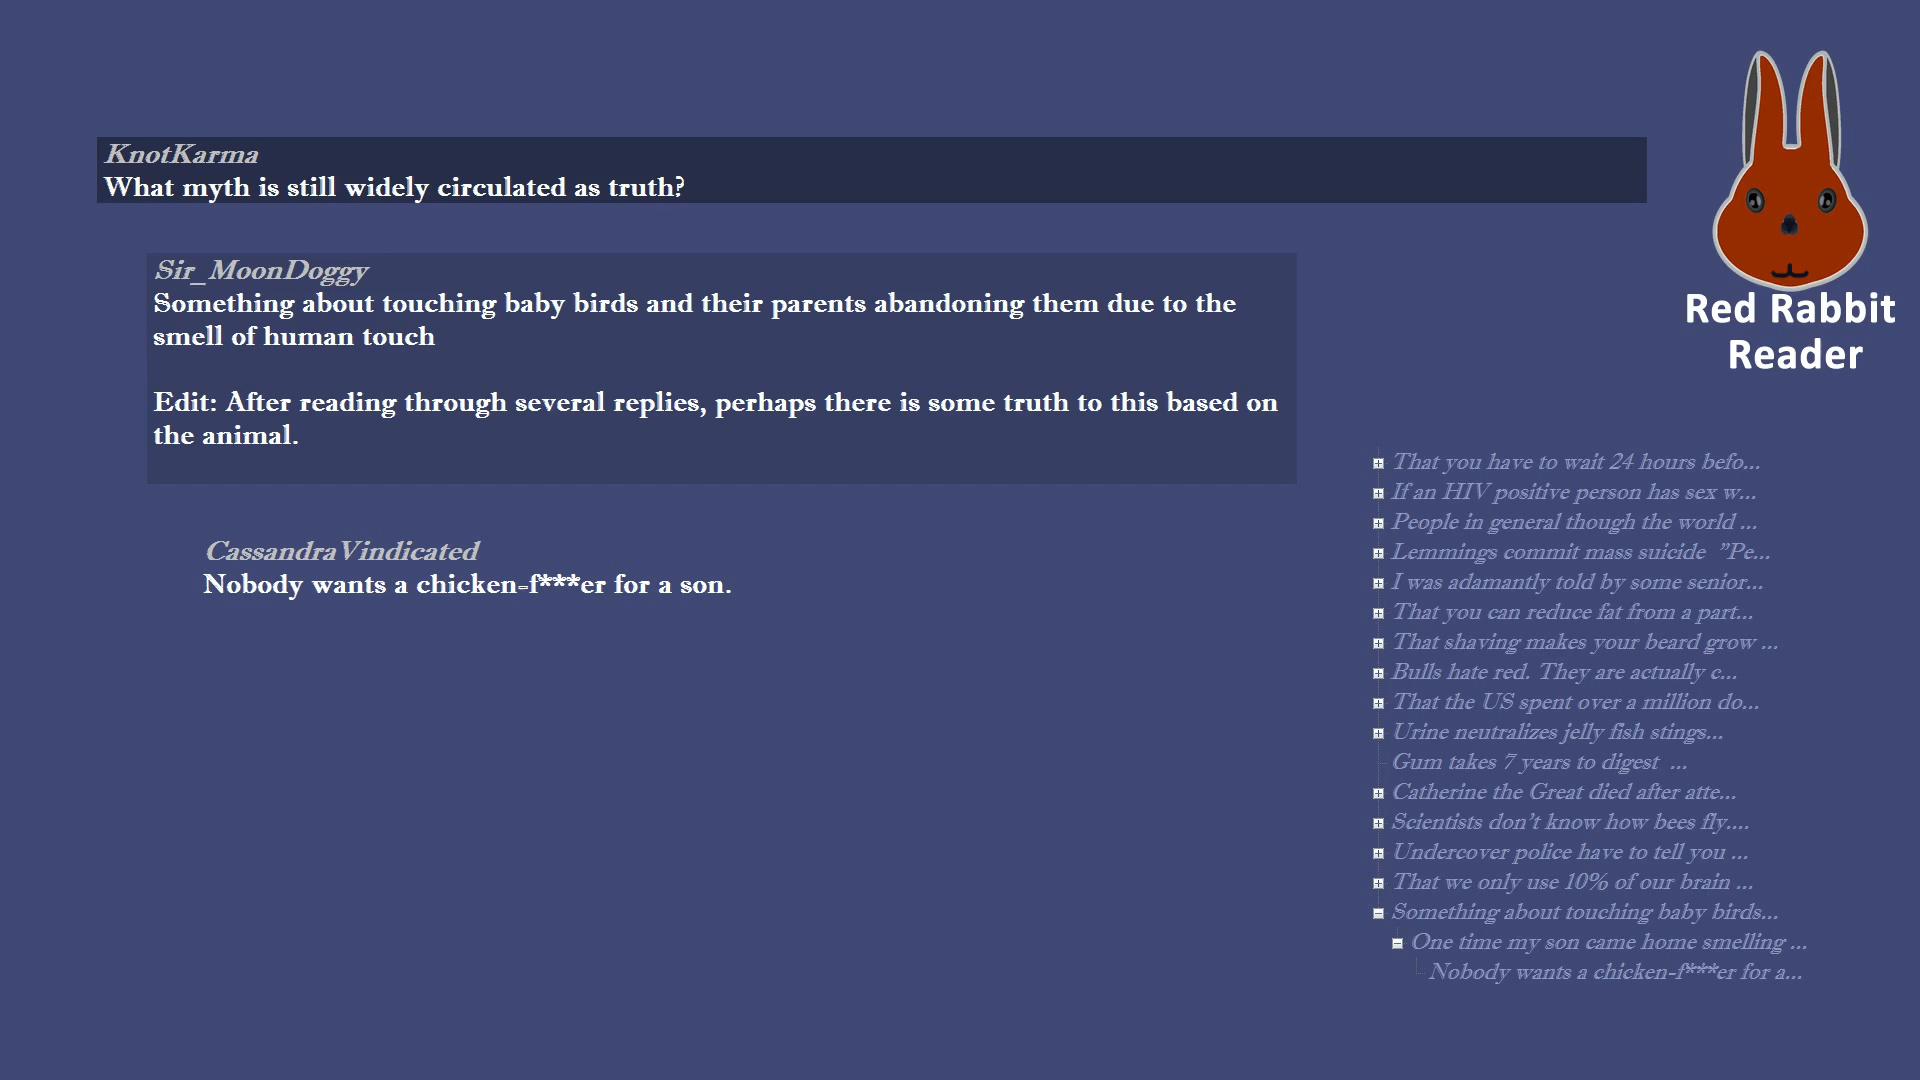 KnotKarma
What myth is still widely circulated as truth?
Sir_MoonDoggy
Something about touching baby birds and their parents abandoning them due to the
smell of human touch
Edit: After reading through several replies, perhaps there is some truth to this based on
the animal.
CassandraVindicated
Nobody wants a chicken-f***er for a son.
Red Rabbit
Reader
That you have to wait 24 hours befo...
If an HIV positive person has sex w...
People in general though the world ...
Lemmings commit mass suicide  "Pe...
I was adamantly told by some senior...
That you can reduce fat from a part...
That shaving makes your beard grow ...
Bulls hate red. They are actually c...
That the US spent over a million do...
Urine neutralizes jelly fish stings...
Gum takes 7 years to digest  ...
Catherine the Great died after atte...
Scientists don't know how bees fly....
Undercover police have to tell you ...
That we only use 10% of our brain ...
Something about touching baby birds...
One time my son came home smelling ...
Nobody wants a chicken-f***er for a...